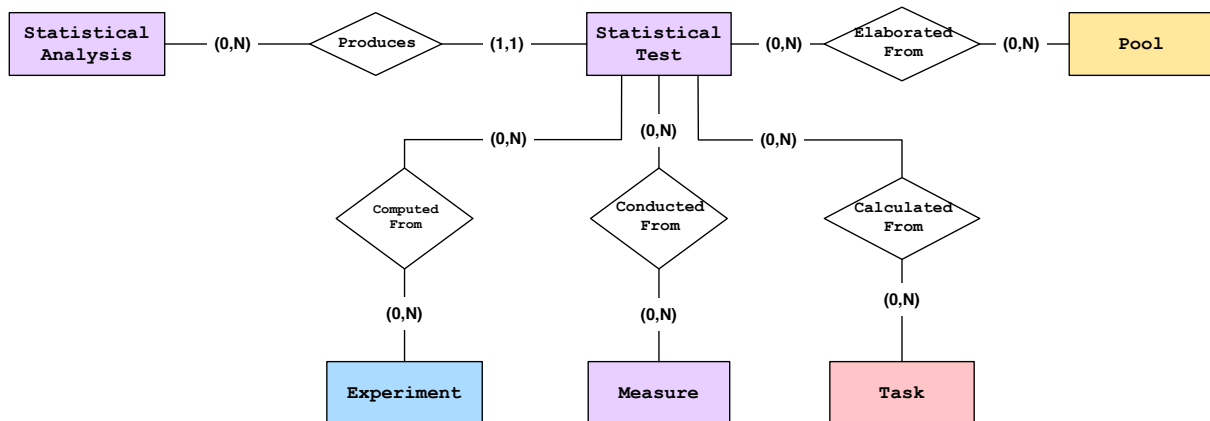 Statistical
Analysis
(0,N)
Produces
(1,1)
Statistical
Test
(0,N)
Elaborated
From
(0,N)
Pool
(0,N)
(0,N)
(0,N)
Computed
From
Conducted
From
Calculated
From
(0,N)
(0,N)
(0,N)
Experiment
Measure
Task